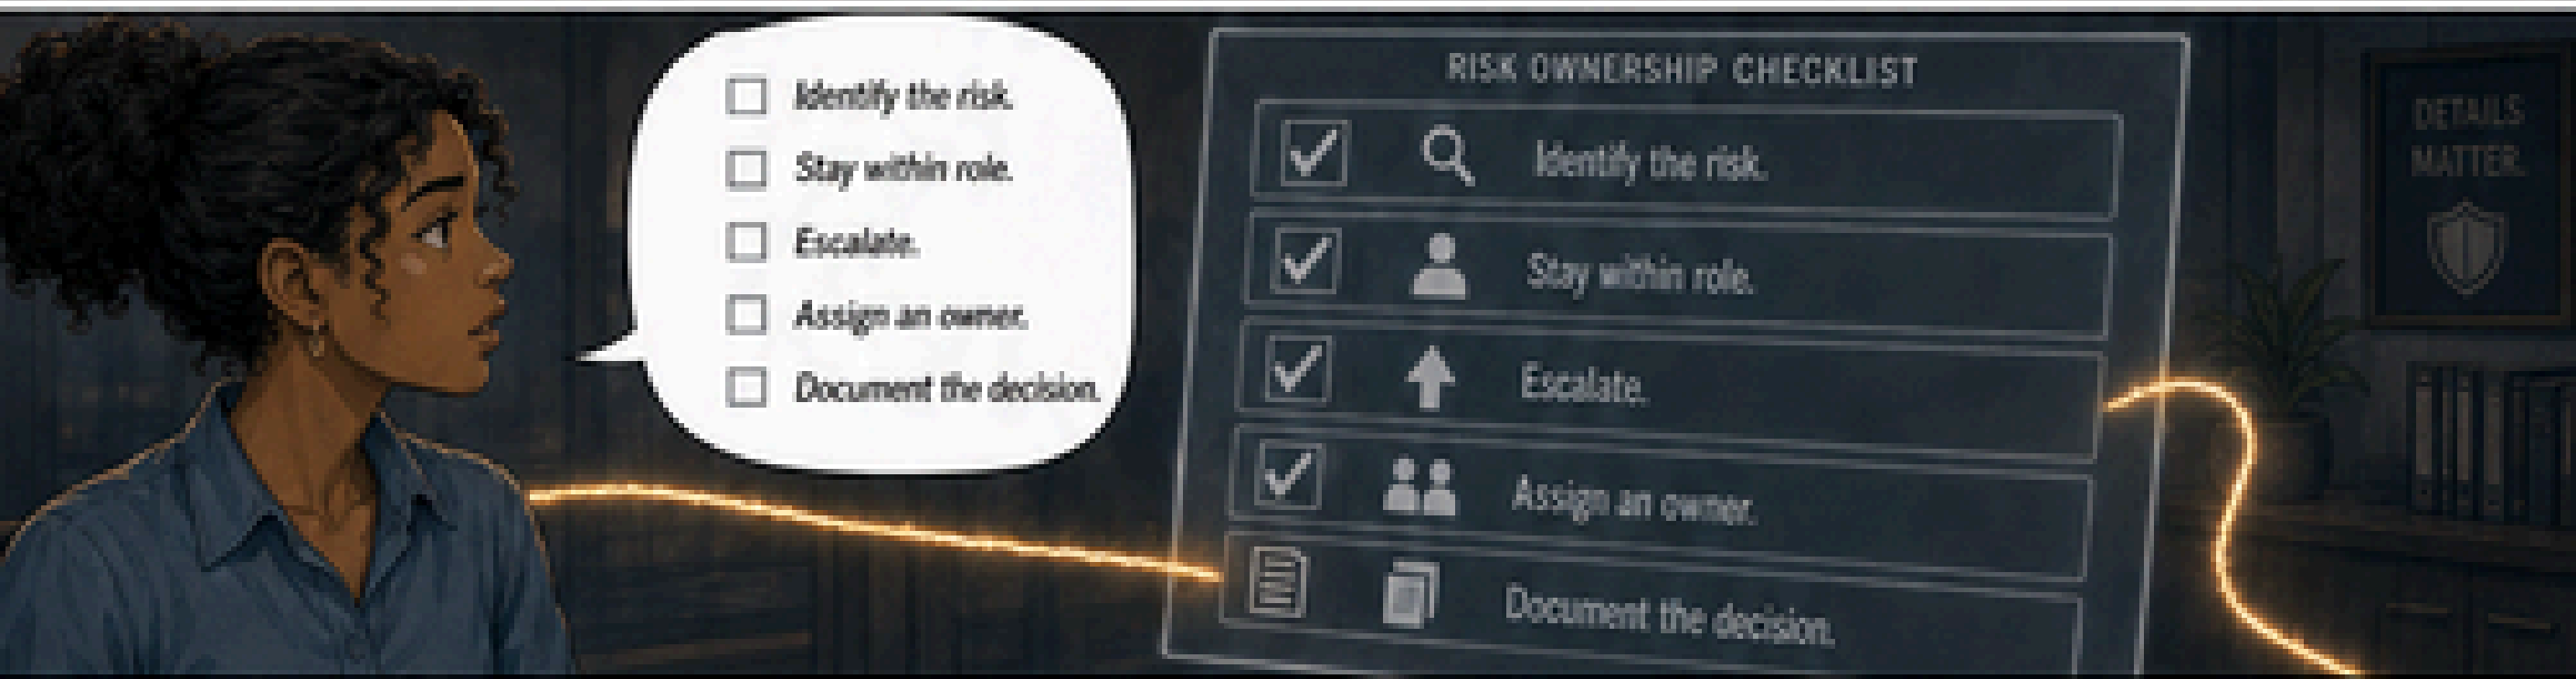 Identify the risk.
Stay within role.
Escalate.
Assign an owner.
Document the decision.
RISK OWNERSHIP CHECKLIST
Identify the risk.
Stay within role.
Escalate.
Assign an owner.
Document the decision.
DETAILS
MATTER.